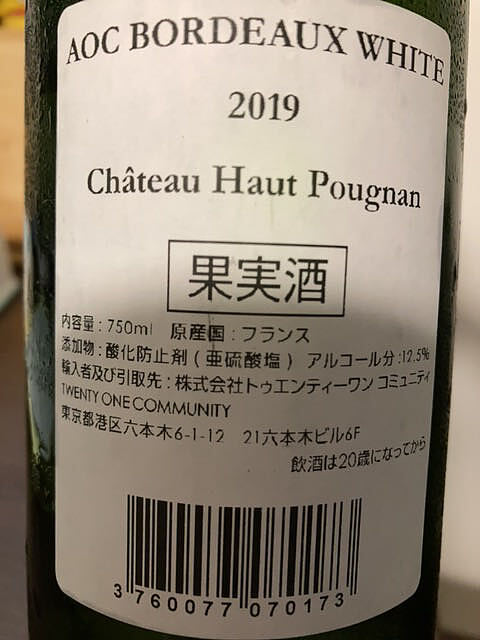 AOC BORDEAUX WHITE
2019
Château Haut Pougnan
果実酒
内容量：750ml　原産国：フランス
添加物：酸化防止剤（亜硫酸塩）　アルコール分：12.5%
輸入者及び引取先：株式会社トゥエンティーワン コミュニティ
TWENTY ONE COMMUNITY
東京都港区六本木6-1-12　21六本木ビル6F
飲酒は20歳になってから
3 760077 070173